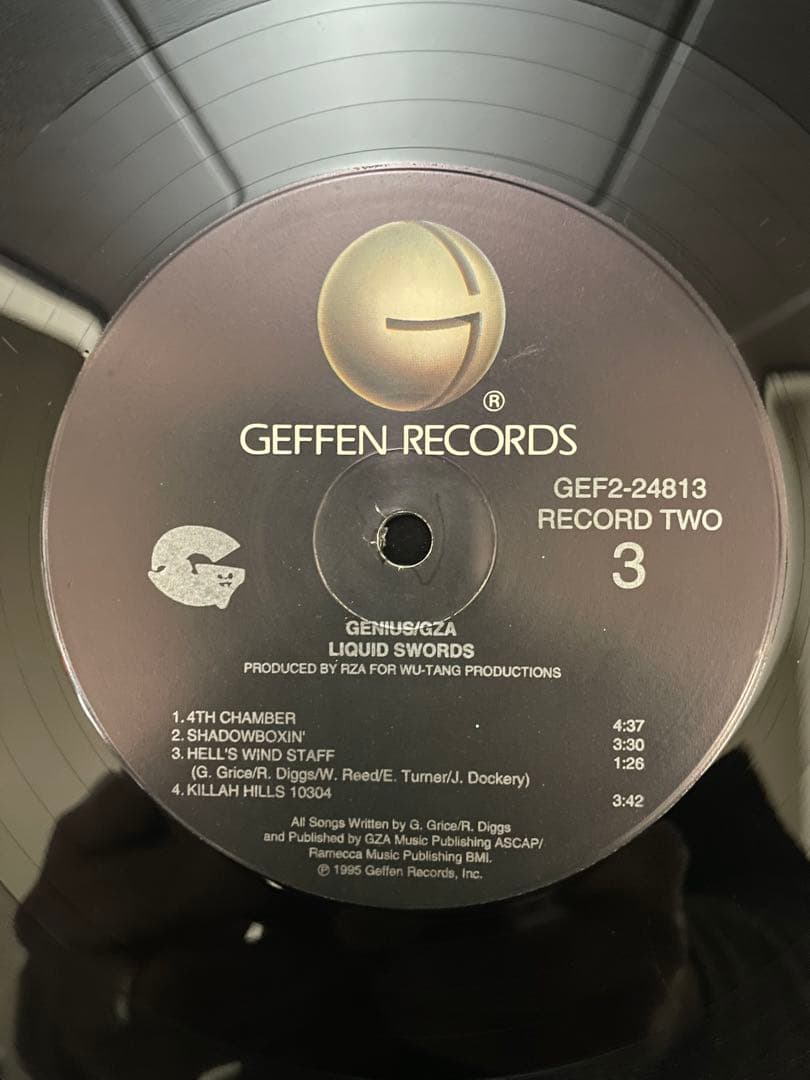 ®
GEFFEN RECORDS
GEF2-24813
RECORD TWO
3
GENIUS/GZA
LIQUID SWORDS
PRODUCED BY RZA FOR WU-TANG PRODUCTIONS
1. 4TH CHAMBER 4:37
2. SHADOWBOXIN' 3:30
3. HELL'S WIND STAFF 1:26
(G. Grice/R. Diggs/W. Reed/E. Turner/J. Dockery)
4. KILLAH HILLS 10304 3:42
All Songs Written by G. Grice/R. Diggs
and Published by GZA Music Publishing ASCAP/
Ramecca Music Publishing BMI.
℗ 1995 Geffen Records, Inc.